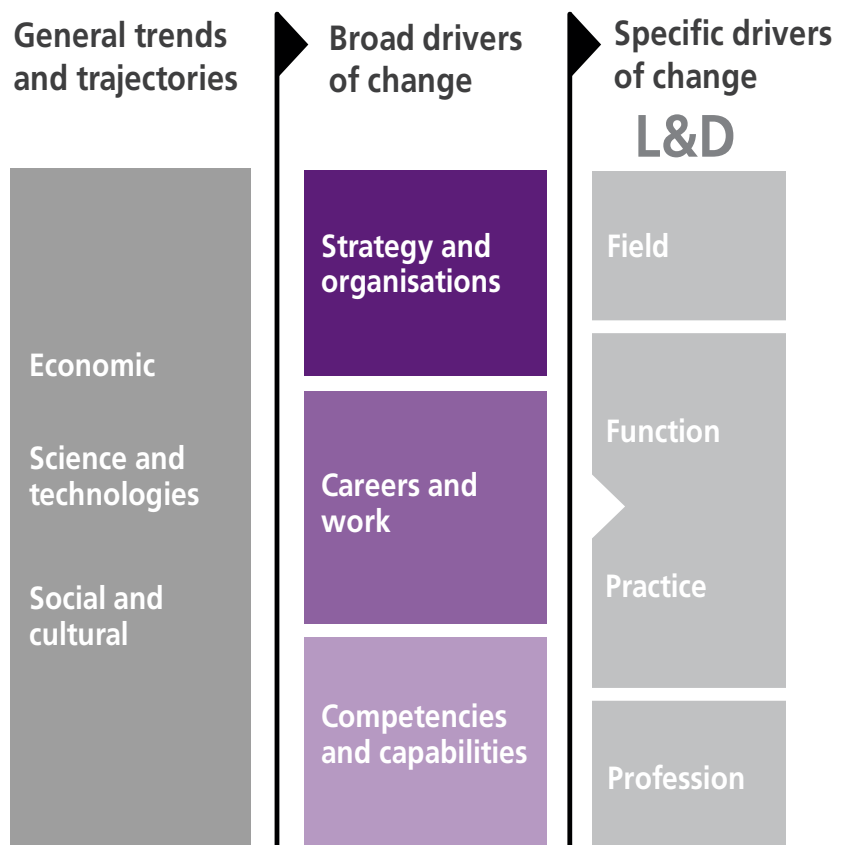 General trends
and trajectories
Broad drivers
of change
Specific drivers
of change
L&D
Economic
Science and
technologies
Social and
cultural
Strategy and
organisations
Careers and
work
Competencies
and capabilities
Field
Function
Practice
Profession